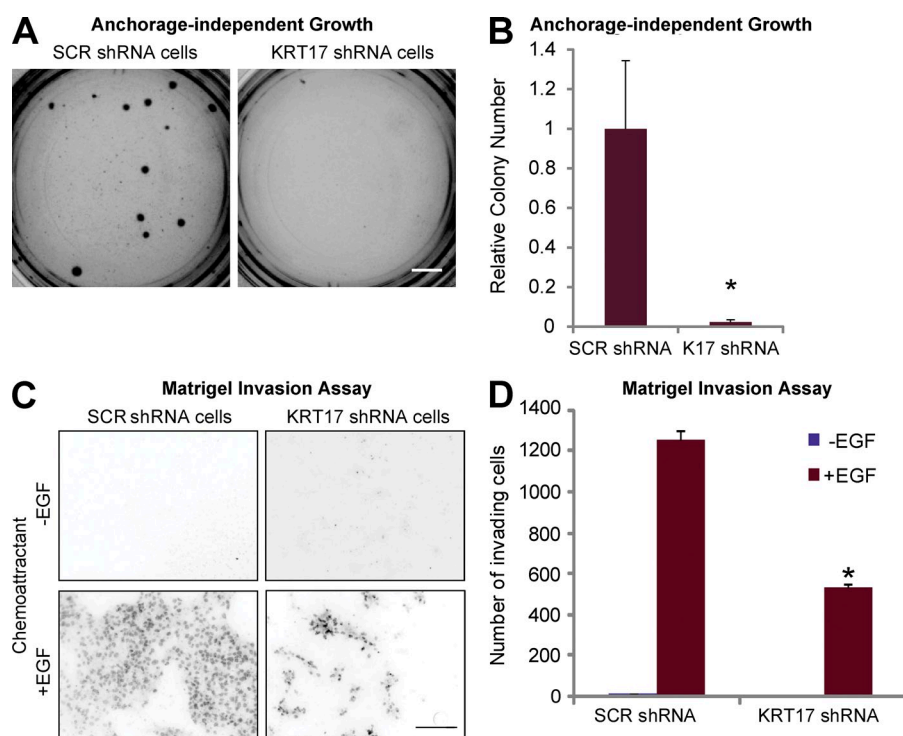 A
Anchorage-independent Growth
SCR shRNA cells
KRT17 shRNA cells
B
Anchorage-independent Growth
Relative Colony Number
1.4
1.2
1
0.8
0.6
0.4
0.2
0
*
SCR shRNA
K17 shRNA
C
Matrigel Invasion Assay
SCR shRNA cells
KRT17 shRNA cells
Chemoattractant
-EGF
+EGF
D
Matrigel Invasion Assay
Number of invading cells
1400
1200
1000
800
600
400
200
0
-EGF
+EGF
*
SCR shRNA
KRT17 shRNA